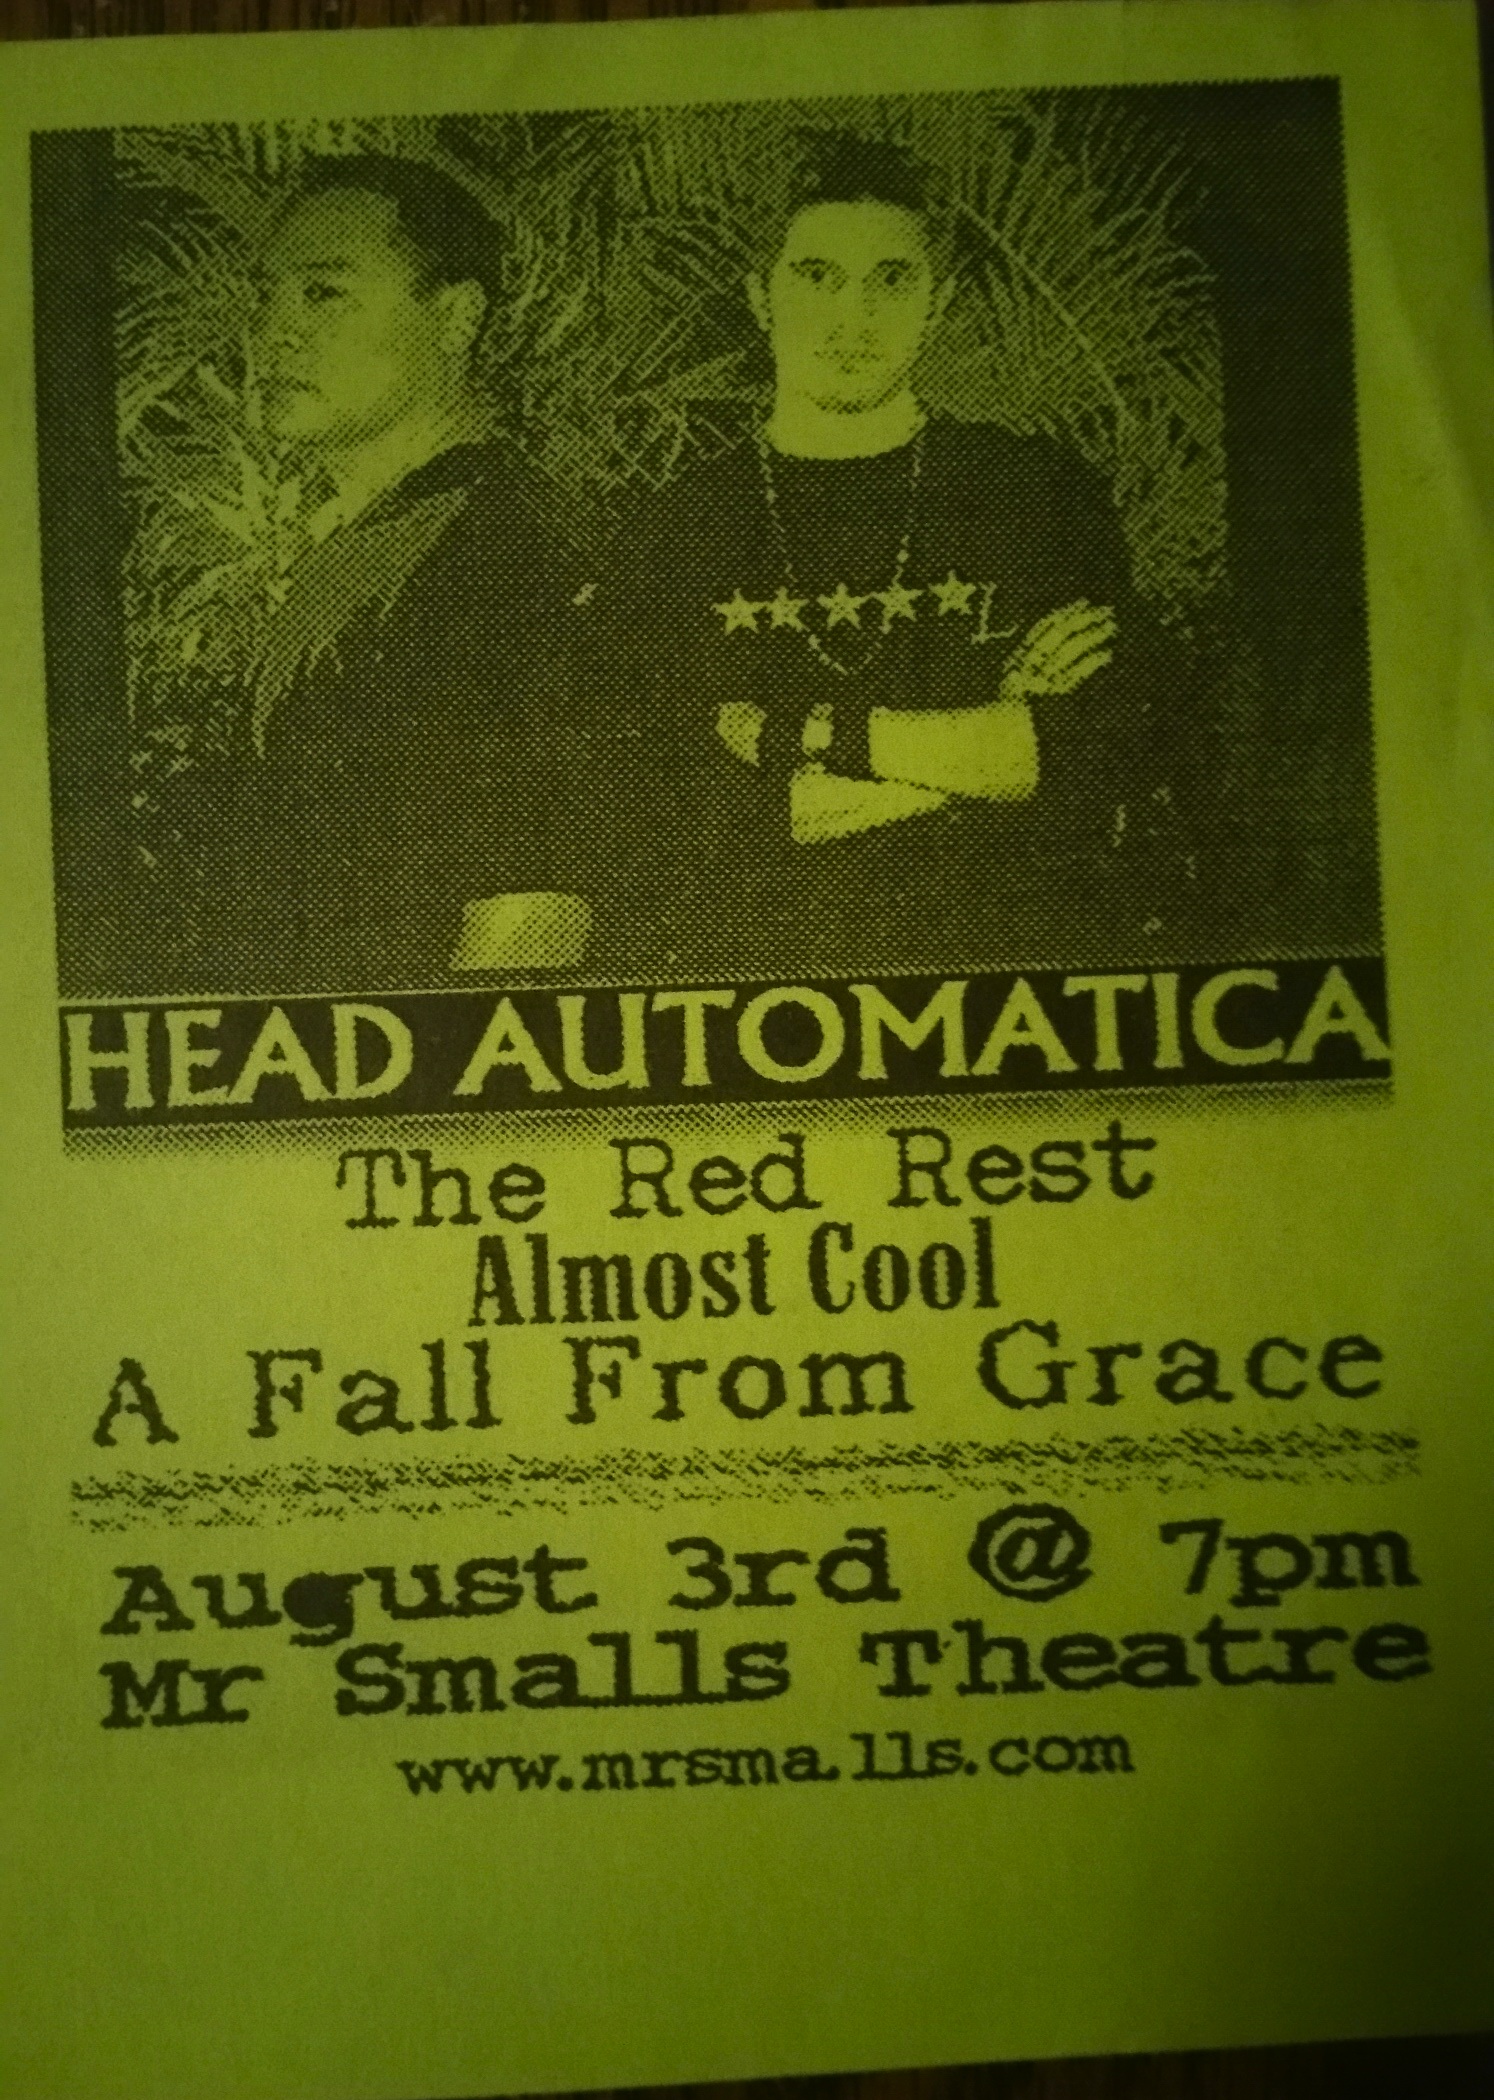 L
HEAD AUTOMATICA
The Red Rest
Almost Cool
A Fall From Grace
August 3rd @ 7pm
Mr Smalls Theatre
www.mrsmalls.com